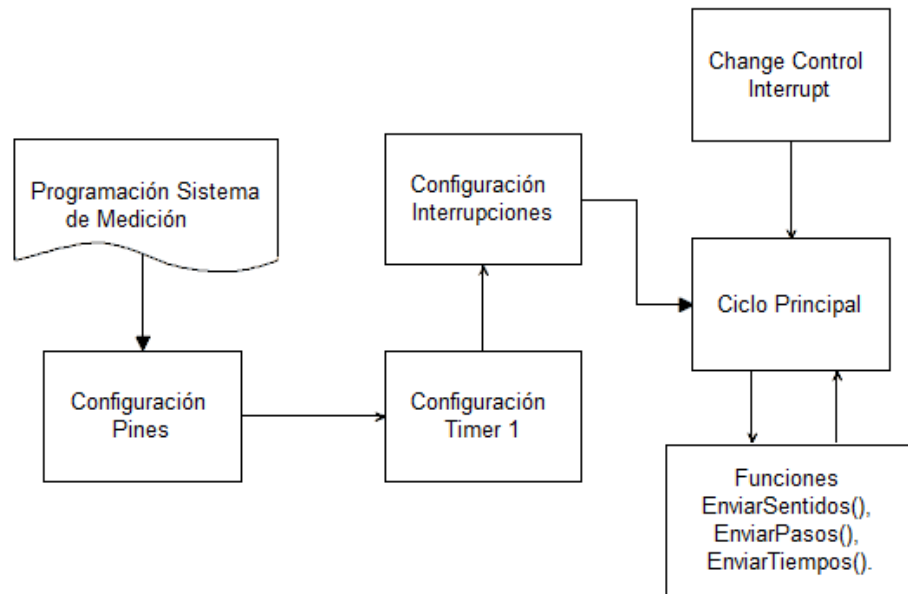 Change Control
Interrupt
Programación Sistema
de Medición
Configuración
Interrupciones
Ciclo Principal
Configuración
Pines
Configuración
Timer 1
Funciones
EnviarSentidos(),
EnviarPasos(),
EnviarTiempos().